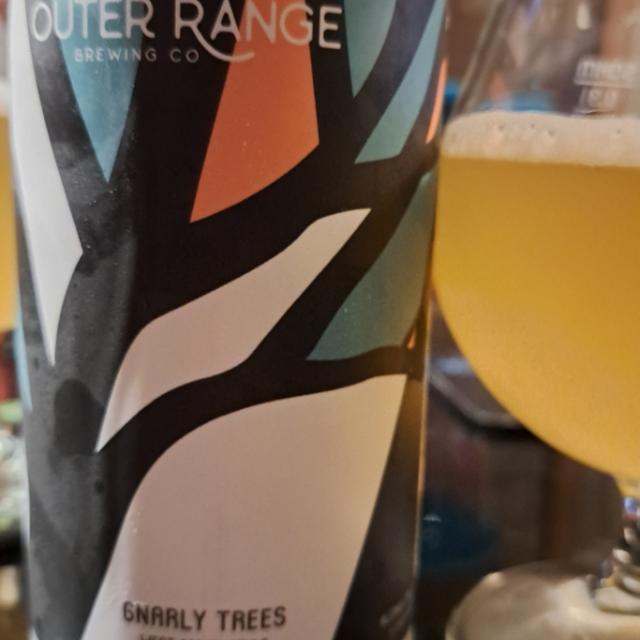 OUTER RANGE
BREWING CO
GNARLY TREES